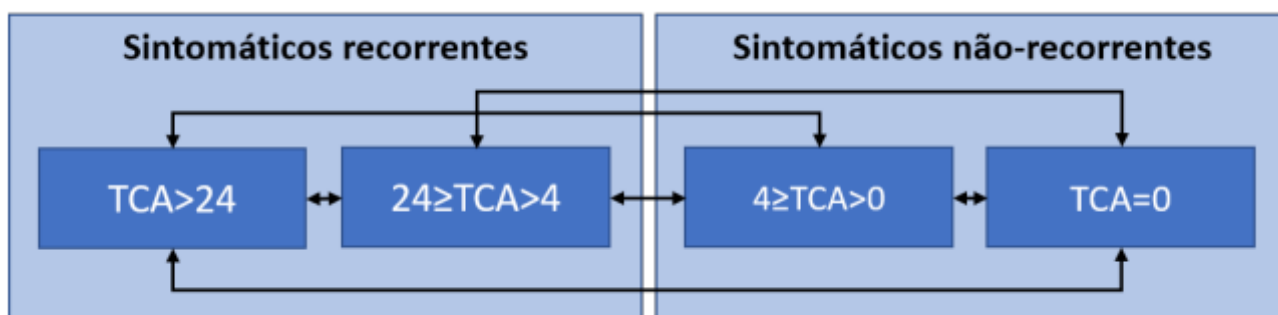 Sintomáticos recorrentes
Sintomáticos não-recorrentes
TCA>24
24≥TCA>4
4≥TCA>0
TCA=0